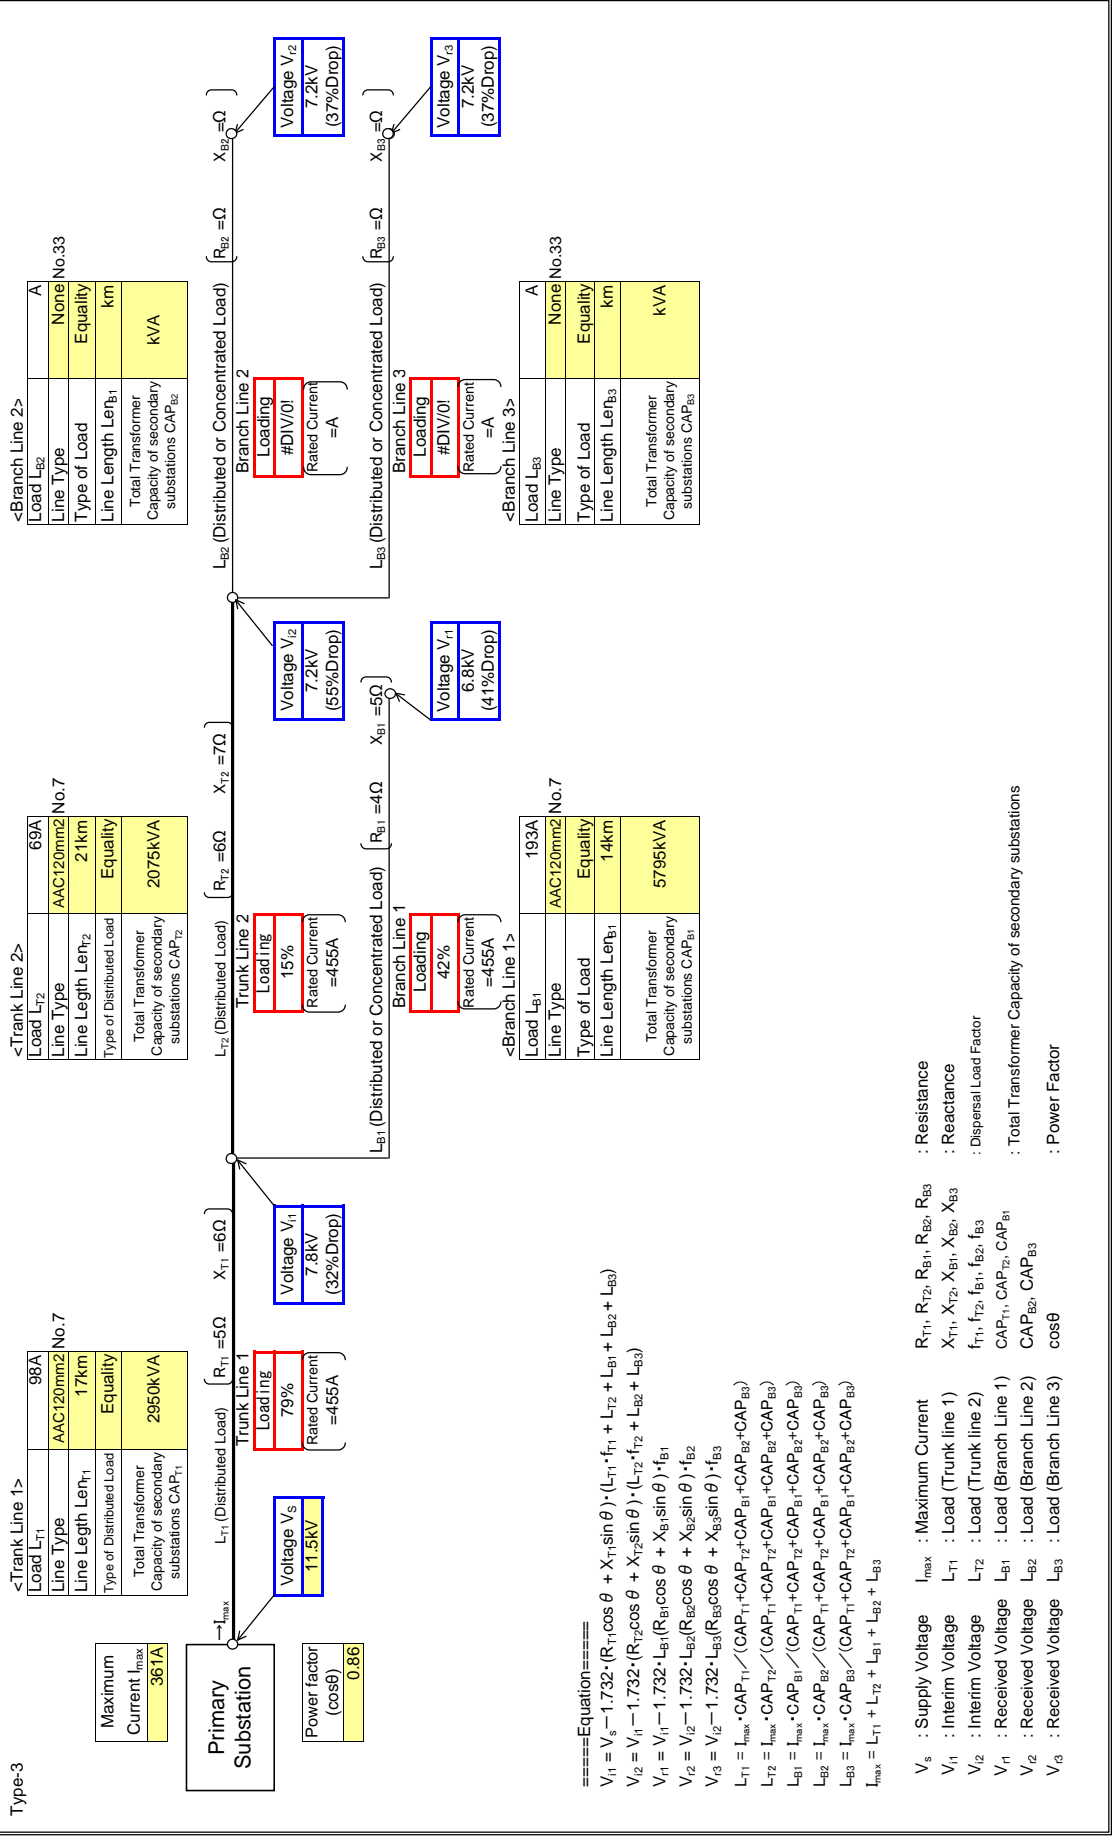 Type-3
Maximum
Current Imax
361A
Primary
Substation
Power factor
(cosθ)
0.86
→Imax
Voltage VS
11.5kV
<Trank Line 1>
Load LT1 98A
Line Type AAC120mm2 No.7
Line Length LenT1 17km
Type of Distributed Load Equality
Total Transformer
Capacity of secondary
substations CAPT1
2950kVA
LT1 (Distributed Load) (RT1 =5Ω XT1 =6Ω)
Trunk Line 1
Loading
79%
(Rated Current
=455A)
Voltage Vi1
7.8kV
(32%Drop)
<Trank Line 2>
Load LT2 69A
Line Type AAC120mm2 No.7
Line Legth LenT2 21km
Type of Distributed Load Equality
Total Transformer
Capacity of secondary
substations CAPT2
2075kVA
LT2 (Distributed Load) (RT2 =6Ω XT2 =7Ω)
Trunk Line 2
Loading
15%
(Rated Current
=455A)
Voltage Vi2
7.2kV
(55%Drop)
LB1 (Distributed or Concentrated Load) (RB1 =4Ω XB1 =5Ω)
Branch Line 1
Loading
42%
(Rated Current
=455A)
Voltage Vr1
6.8kV
(41%Drop)
<Branch Line 1>
Load LB1 193A
Line Type AAC120mm2 No.7
Type of Load Equality
Line Length LenB1 14km
Total Transformer
Capacity of secondary
substations CAPB1
5795kVA
<Branch Line 2>
Load LB2 A
Line Type None No.33
Type of Load Equality
Line Length LenB1 km
Total Transformer
Capacity of secondary
substations CAPB2
kVA
LB2 (Distributed or Concentrated Load) (RB2 =Ω XB2 =Ω)
Branch Line 2
Loading
#DIV/0!
(Rated Current
=A)
Voltage Vr2
7.2kV
(37%Drop)
LB3 (Distributed or Concentrated Load) (RB3 =Ω XB3 =Ω)
Branch Line 3
Loading
#DIV/0!
(Rated Current
=A)
Voltage Vr3
7.2kV
(37%Drop)
<Branch Line 3>
Load LB3 A
Line Type None No.33
Type of Load Equality
Line Length LenB3 km
Total Transformer
Capacity of secondary
substations CAPB3
kVA
=====Equation=====
Vi1 = Vs－1.732・(RT1cos θ + XT1sin θ)・(LT1・fT1 + LT2 + LB1 + LB2 + LB3)
Vi2 = Vi1－1.732・(RT2cos θ + XT2sin θ)・(LT2・fT2 + LB2 + LB3)
Vr1 = Vi1－1.732・LB1(RB1cos θ + XB1sin θ)・fB1
Vr2 = Vi2－1.732・LB2(RB2cos θ + XB2sin θ)・fB2
Vr3 = Vi2－1.732・LB3(RB3cos θ + XB3sin θ)・fB3
LT1 = Imax・CAPT1／(CAPT1+CAPT2+CAPB1+CAPB2+CAPB3)
LT2 = Imax・CAPT2／(CAPT1+CAPT2+CAPB1+CAPB2+CAPB3)
LB1 = Imax・CAPB1／(CAPT1+CAPT2+CAPB1+CAPB2+CAPB3)
LB2 = Imax・CAPB2／(CAPT1+CAPT2+CAPB1+CAPB2+CAPB3)
LB3 = Imax・CAPB3／(CAPT1+CAPT2+CAPB1+CAPB2+CAPB3)
Imax = LT1 + LT2 + LB1 + LB2 + LB3
Vs : Supply Voltage Imax : Maximum Current RT1, RT2, RB1, RB2, RB3 : Resistance
Vi1 : Interim Voltage LT1 : Load (Trunk line 1) XT1, XT2, XB1, XB2, XB3 : Reactance
Vi2 : Interim Voltage LT2 : Load (Trunk line 2) fT1, fT2, fB1, fB2, fB3 : Dispersal Load Factor
Vr1 : Received Voltage LB1 : Load (Branch Line 1) CAPT1, CAPT2, CAPB1 : Total Transformer Capacity of secondary substations
Vr2 : Received Voltage LB2 : Load (Branch Line 2) CAPB2, CAPB3
Vr3 : Received Voltage LB3 : Load (Branch Line 3) cosθ : Power Factor